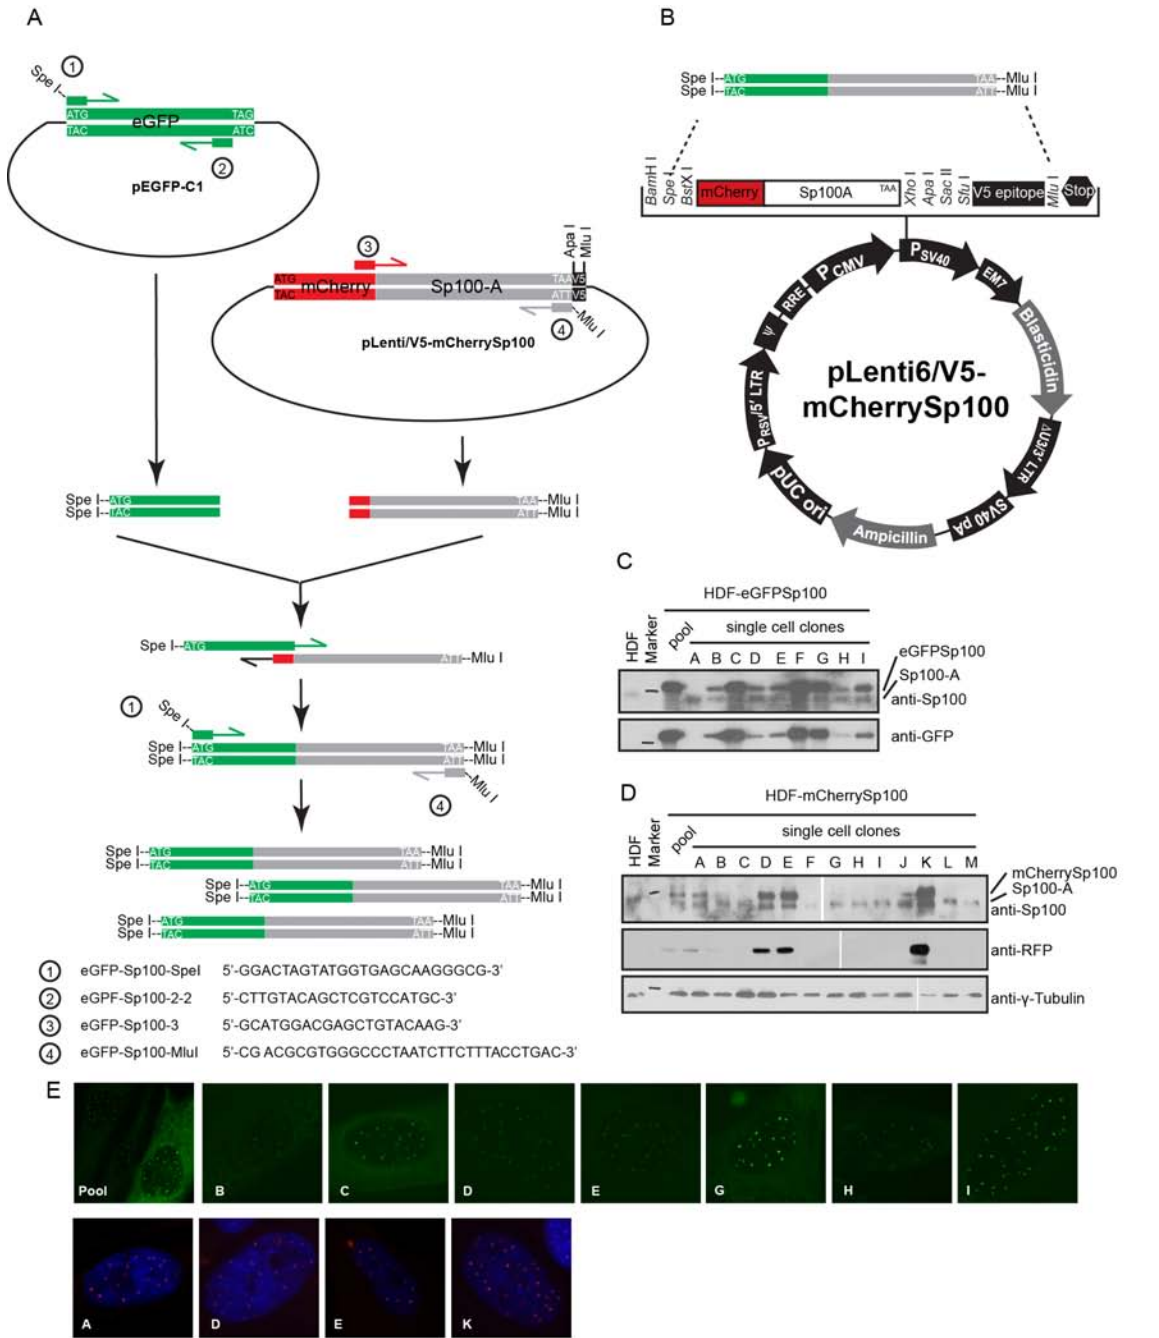 A
Spe I
1
ATG
eGFP
TAG
TAC
ATC
2
pEGFP-C1
3
Apa I
Mlu I
ATG
mCherry
Sp100-A
TAA
V5
TAC
ATT
V5
4
Mlu I
pLenti/V5-mCherrySp100
Spe I--ATG
Spe I--TAC
TAA--Mlu I
ATT--Mlu I
Spe I--ATG
ATT--Mlu I
1
Spe I
Spe I--ATG
TAA--Mlu I
Spe I--TAC
ATT--Mlu I
4
Mlu I
Spe I--ATG
TAA--Mlu I
Spe I--TAC
ATT--Mlu I
Spe I--ATG
TAA--Mlu I
Spe I--TAC
ATT--Mlu I
Spe I--ATG
TAA--Mlu I
Spe I--TAC
ATT--Mlu I
1 eGFP-Sp100-SpeI 5'-GGACTAGTATGGTGAGCAAGGGCG-3'
2 eGPF-Sp100-2-2 5'-CTTGTACAGCTCGTCCATGC-3'
3 eGFP-Sp100-3 5'-GCATGGACGAGCTGTACAAG-3'
4 eGFP-Sp100-MluI 5'-CG ACGCGTGGGCCCTAATCTTCTTTACCTGAC-3'
B
Spe I--ATG
TAA--Mlu I
Spe I--TAC
ATT--Mlu I
BamH I
Spe I
BstX I
mCherry
Sp100A
TAA
Xho I
Apa I
Sac II
Sfu I
V5 epitope
Mlu I
Stop
PCMV
PSV40
EM7
Blasticidin
ΔU3/3' LTR
SV40 pA
Ampicillin
pUC ori
PRSV/5' LTR
Ψ
RRE
pLenti6/V5-
mCherrySp100
C
HDF-eGFPSp100
single cell clones
HDF
Marker
pool
A B C D E F G H I
eGFPSp100
Sp100-A
anti-Sp100
anti-GFP
D
HDF-mCherrySp100
single cell clones
HDF
Marker
pool
A B C D E F G H I J K L M
mCherrySp100
Sp100-A
anti-Sp100
anti-RFP
anti-γ-Tubulin
E
Pool B C D E G H I
A D E K